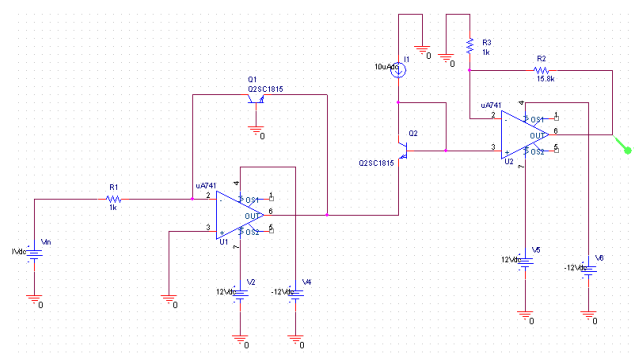 R3
1k
0
0
I1
10uAdc
R2
15.8k
Q1
Q2SC1815
0
uA741
4
OS1
1
2
-
OUT
6
3
+
OS2
5
U2
7
Q2
Q2SC1815
R1
1k
uA741
4
OS1
1
2
-
OUT
6
3
+
OS2
5
U1
7
Vin
1Vdc
0
0
V2
12Vdc
0
V4
-12Vdc
0
V5
12Vdc
0
V6
-12Vdc
0